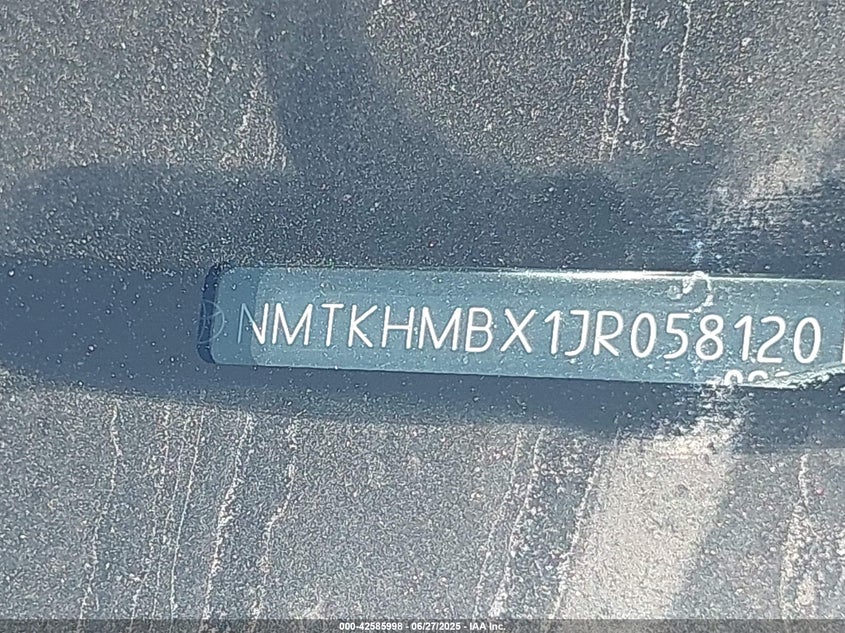 NMTKHMBX1JR058120
000-42585998 - 06/27/2025 - IAA Inc.